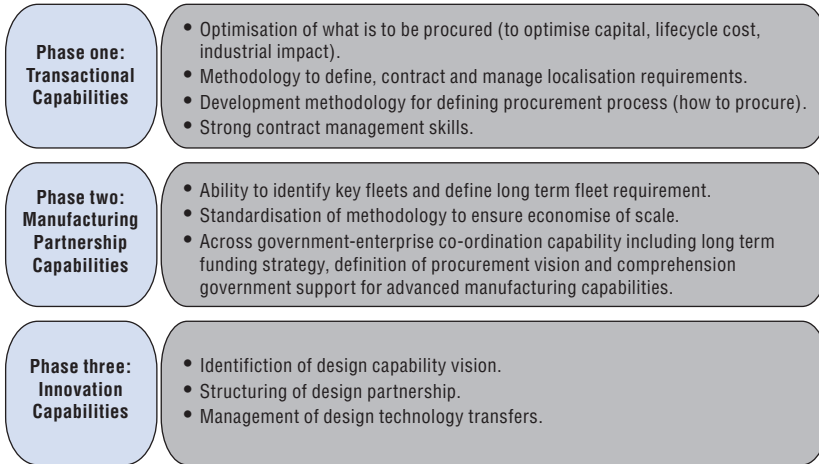 Phase one:
Transactional
Capabilities
• Optimisation of what is to be procured (to optimise capital, lifecycle cost,
industrial impact).
• Methodology to define, contract and manage localisation requirements.
• Development methodology for defining procurement process (how to procure).
• Strong contract management skills.
Phase two:
Manufacturing
Partnership
Capabilities
• Ability to identify key fleets and define long term fleet requirement.
• Standardisation of methodology to ensure economise of scale.
• Across government-enterprise co-ordination capability including long term
funding strategy, definition of procurement vision and comprehension
government support for advanced manufacturing capabilities.
Phase three:
Innovation
Capabilities
• Identifiction of design capability vision.
• Structuring of design partnership.
• Management of design technology transfers.